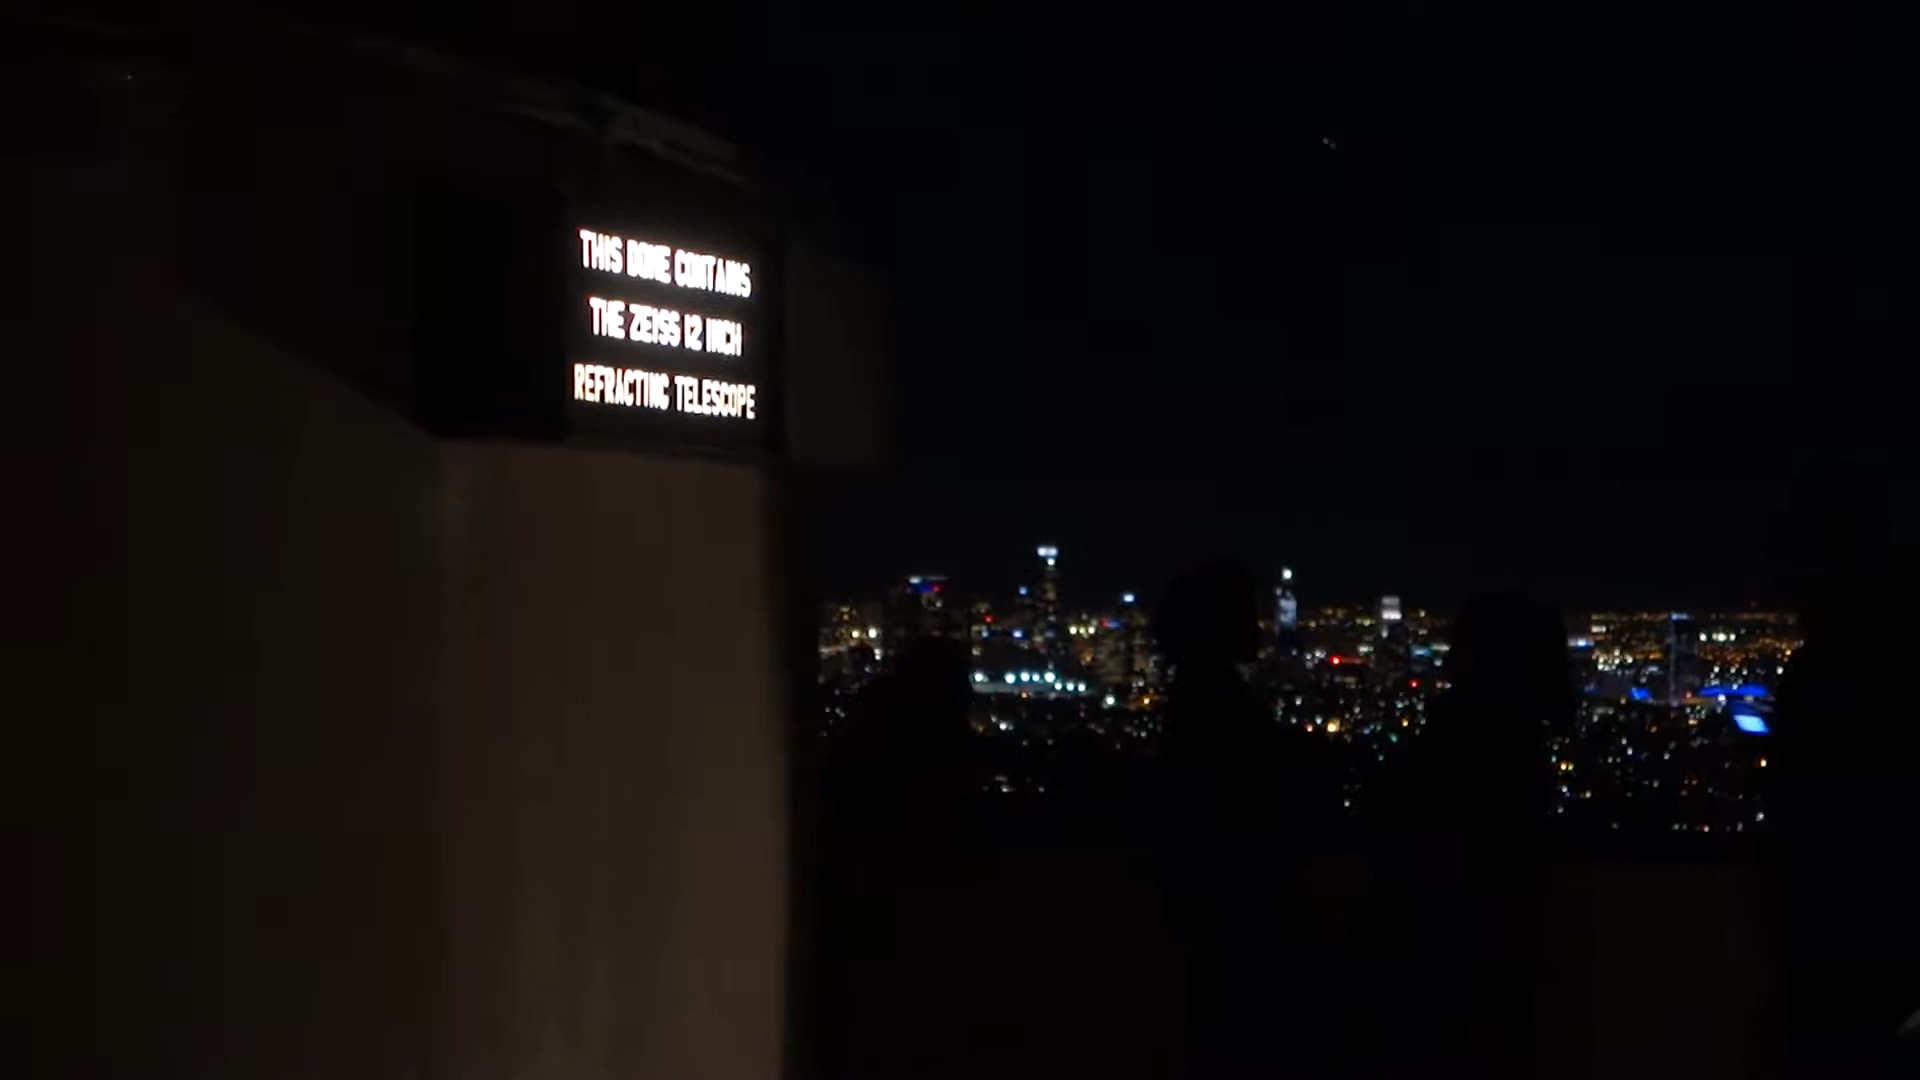 THIS DOME CONTAINS
THE ZEISS 12 INCH
REFRACTING TELESCOPE